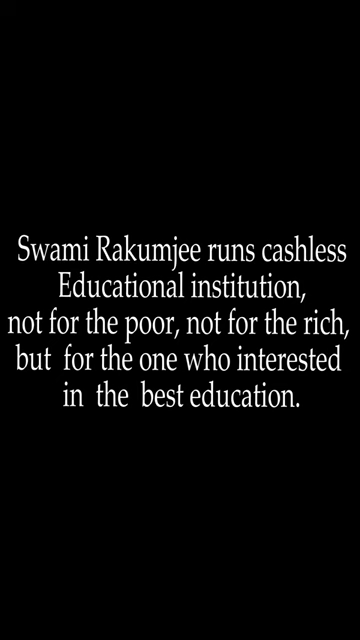 Swami Rakumjee runs cashless
Educational institution,
not for the poor, not for the rich,
but for the one who interested
in the best education.